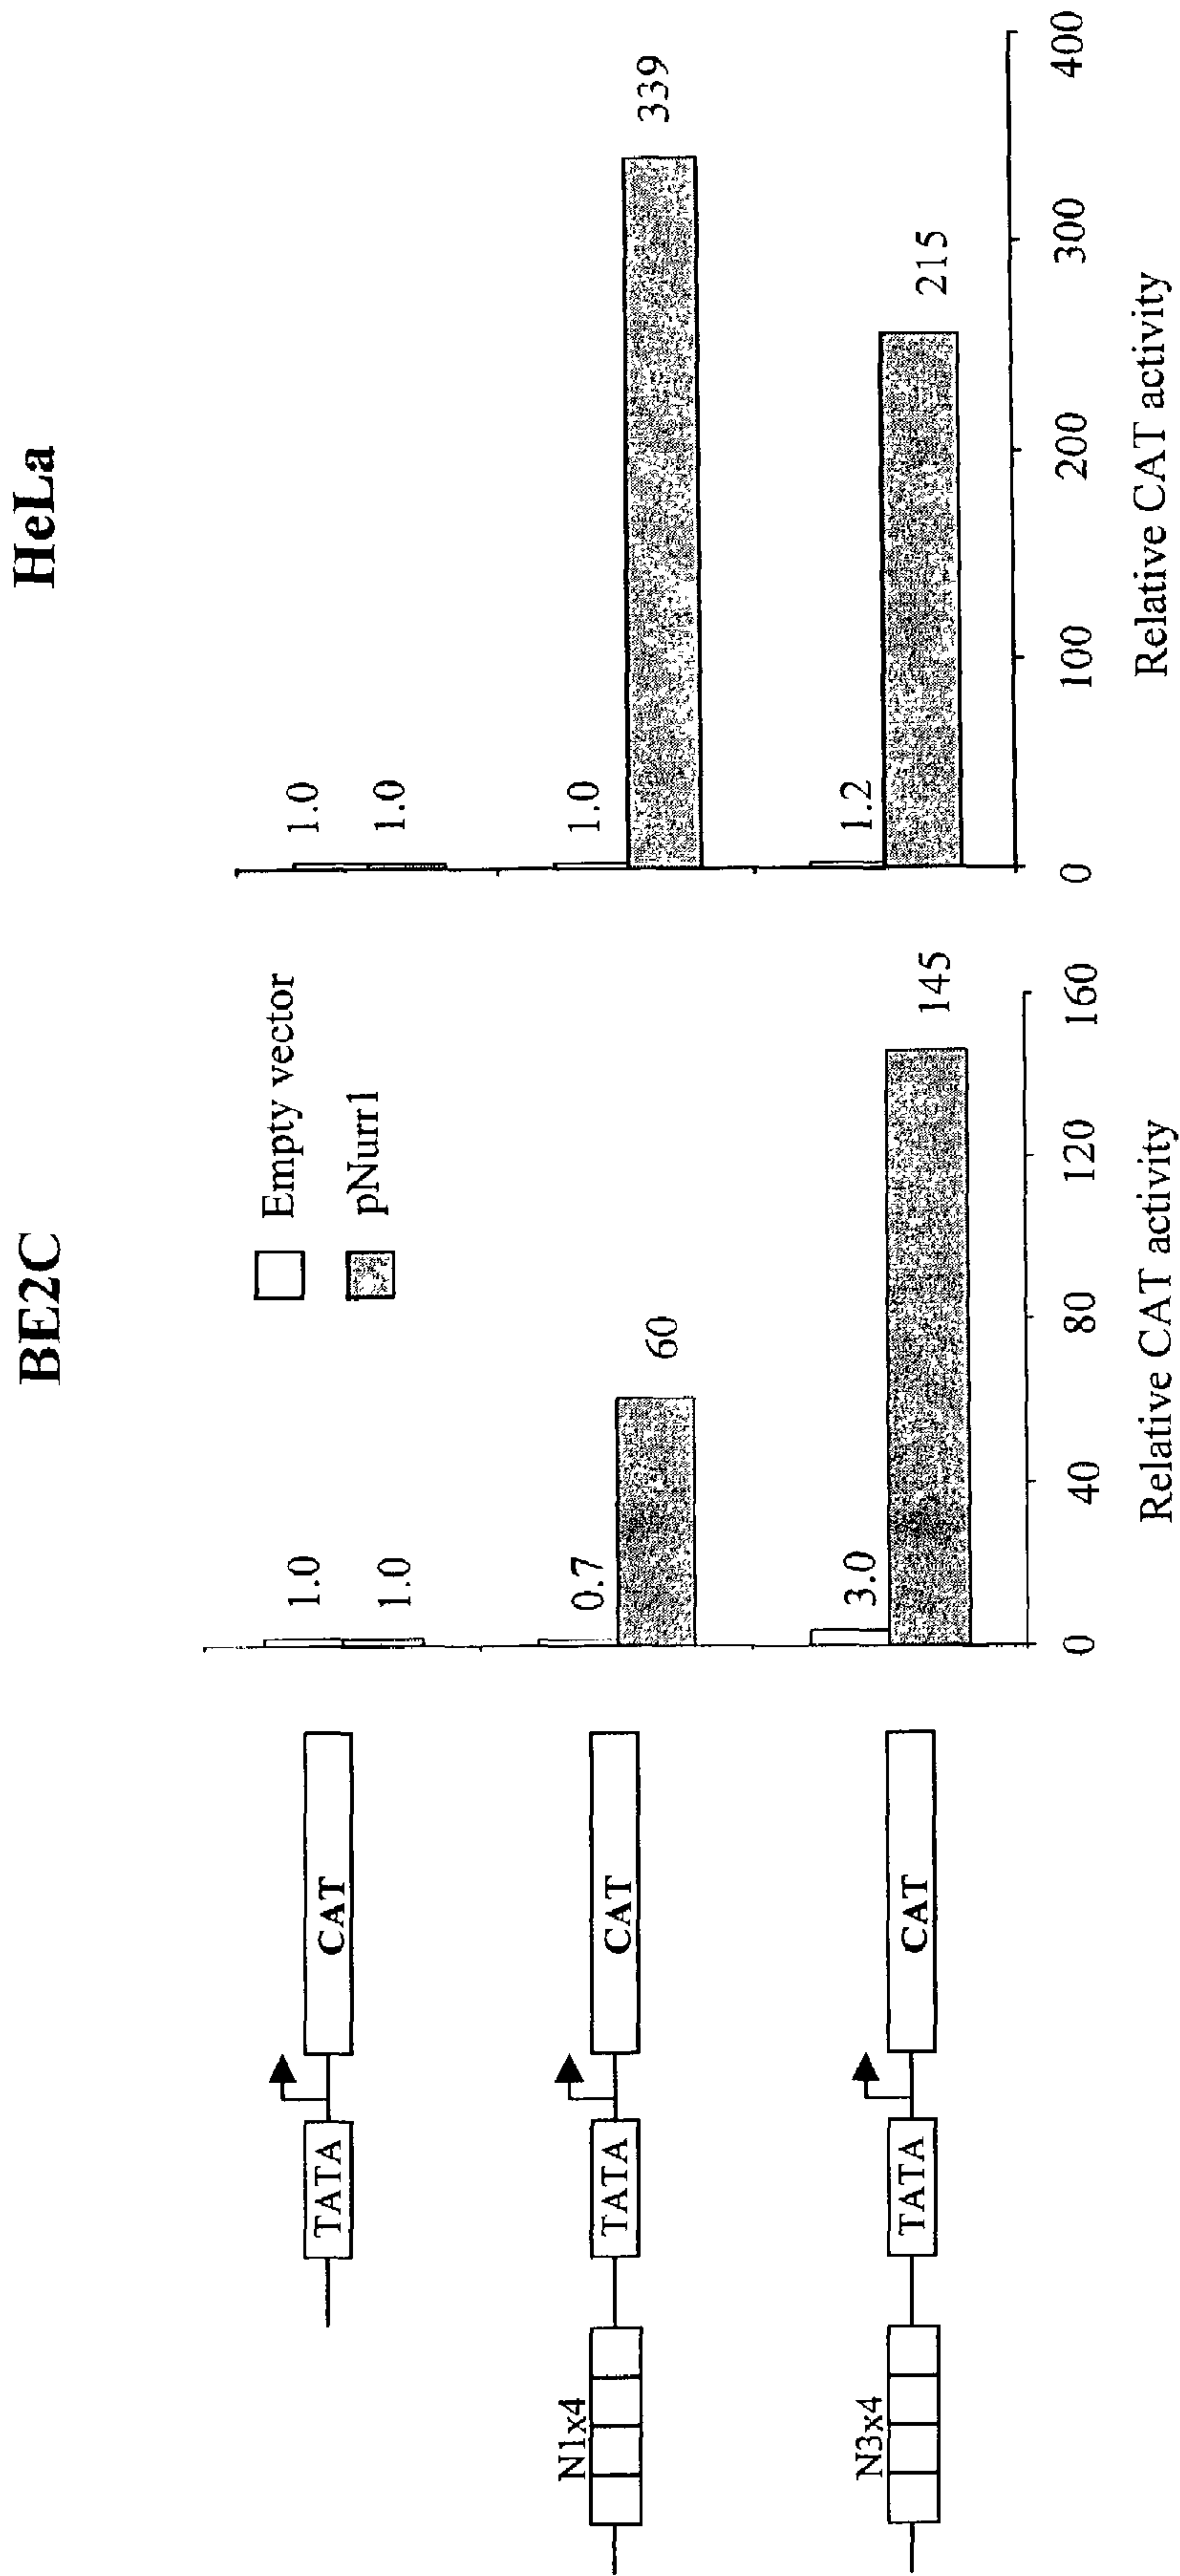 BE2C
HeLa
TATA
CAT
1.0
1.0
Empty vector
pNurr1
1.0
1.0
N1x4
TATA
CAT
0.7
60
1.0
339
N3x4
TATA
CAT
3.0
145
1.2
215
0
40
80
120
160
0
100
200
300
400
Relative CAT activity
Relative CAT activity